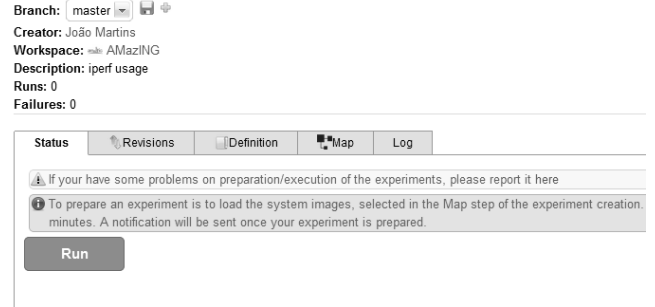 Branch: master
Creator: João Martins
Workspace: AMazING
Description: iperf usage
Runs: 0
Failures: 0
Status Revisions Definition Map Log
If your have some problems on preparation/execution of the experiments, please report it here
To prepare an experiment is to load the system images, selected in the Map step of the experiment creation.
minutes. A notification will be sent once your experiment is prepared.
Run